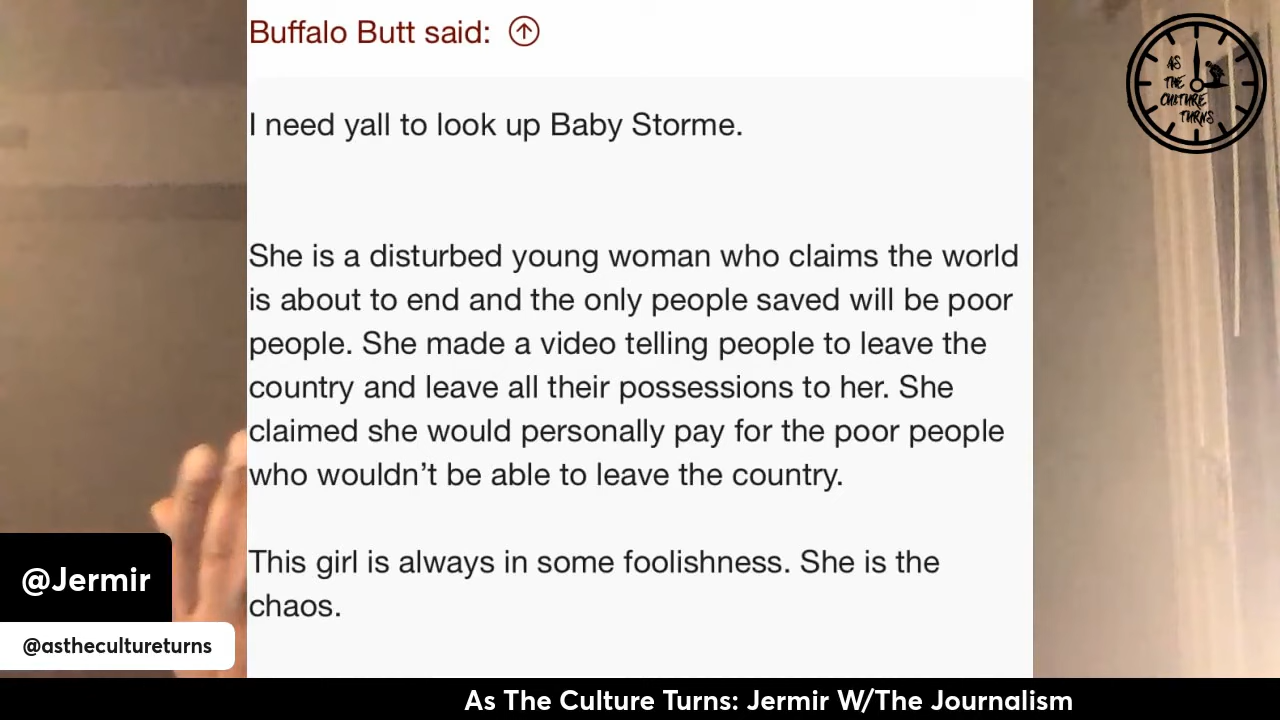 Buffalo Butt said:
I need yall to look up Baby Storme.
She is a disturbed young woman who claims the world
is about to end and the only people saved will be poor
people. She made a video telling people to leave the
country and leave all their possessions to her. She
claimed she would personally pay for the poor people
who wouldn’t be able to leave the country.
This girl is always in some foolishness. She is the
chaos.
AS
THE
CULTURE
TURNS
@Jermir
@asthecultureturns
As The Culture Turns: Jermir W/The Journalism